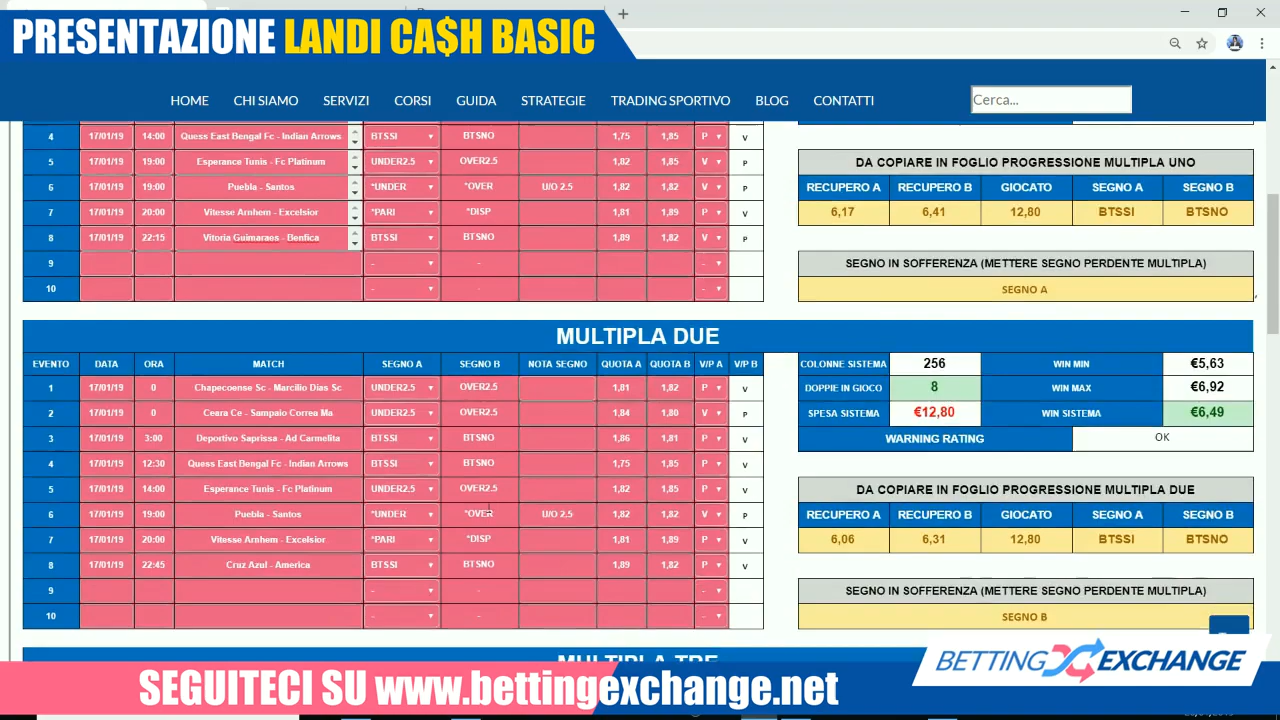 PRESENTAZIONE LANDI CA$H BASIC
HOME CHI SIAMO SERVIZI CORSI GUIDA STRATEGIE TRADING SPORTIVO BLOG CONTATTI Cerca...
4 17/01/19 14:00 Quess East Bengal Fc - Indian Arrows BTSSI BTSNO 1,75 1,85 P V
5 17/01/19 19:00 Esperance Tunis - Fc Platinum UNDER2.5 OVER2.5 1,82 1,85 V P
6 17/01/19 19:00 Puebla - Santos *UNDER *OVER U/O 2.5 1,82 1,82 V P
7 17/01/19 20:00 Vitesse Arnhem - Excelsior *PARI *DISP 1,81 1,89 P V
8 17/01/19 22:15 Vitoria Guimaraes - Benfica BTSSI BTSNO 1,89 1,82 V P
9 - - -
10 - - -
DA COPIARE IN FOGLIO PROGRESSIONE MULTIPLA UNO
RECUPERO A RECUPERO B GIOCATO SEGNO A SEGNO B
6,17 6,41 12,80 BTSSI BTSNO
SEGNO IN SOFFERENZA (METTERE SEGNO PERDENTE MULTIPLA)
SEGNO A
MULTIPLA DUE
EVENTO DATA ORA MATCH SEGNO A SEGNO B NOTA SEGNO QUOTA A QUOTA B V/P A V/P B
1 17/01/19 0 Chapecoense Sc - Marcilio Dias Sc UNDER2.5 OVER2.5 1,81 1,82 P V
2 17/01/19 0 Ceara Ce - Sampaio Correa Ma UNDER2.5 OVER2.5 1,84 1,80 V P
3 17/01/19 3:00 Deportivo Saprissa - Ad Carmelita BTSSI BTSNO 1,86 1,81 P V
4 17/01/19 12:30 Quess East Bengal Fc - Indian Arrows BTSSI BTSNO 1,75 1,85 P V
5 17/01/19 14:00 Esperance Tunis - Fc Platinum UNDER2.5 OVER2.5 1,82 1,85 P V
6 17/01/19 19:00 Puebla - Santos *UNDER *OVER U/O 2.5 1,82 1,82 V P
7 17/01/19 20:00 Vitesse Arnhem - Excelsior *PARI *DISP 1,81 1,89 P V
8 17/01/19 22:45 Cruz Azul - America BTSSI BTSNO 1,89 1,82 P V
9 - - -
10 - - -
COLONNE SISTEMA 256 WIN MIN €5,63
DOPPIE IN GIOCO 8 WIN MAX €6,92
SPESA SISTEMA €12,80 WIN SISTEMA €6,49
WARNING RATING OK
DA COPIARE IN FOGLIO PROGRESSIONE MULTIPLA DUE
RECUPERO A RECUPERO B GIOCATO SEGNO A SEGNO B
6,06 6,31 12,80 BTSSI BTSNO
SEGNO IN SOFFERENZA (METTERE SEGNO PERDENTE MULTIPLA)
SEGNO B
MULTIPLA TRE
SEGUITECI SU www.bettingexchange.net
BETTING EXCHANGE